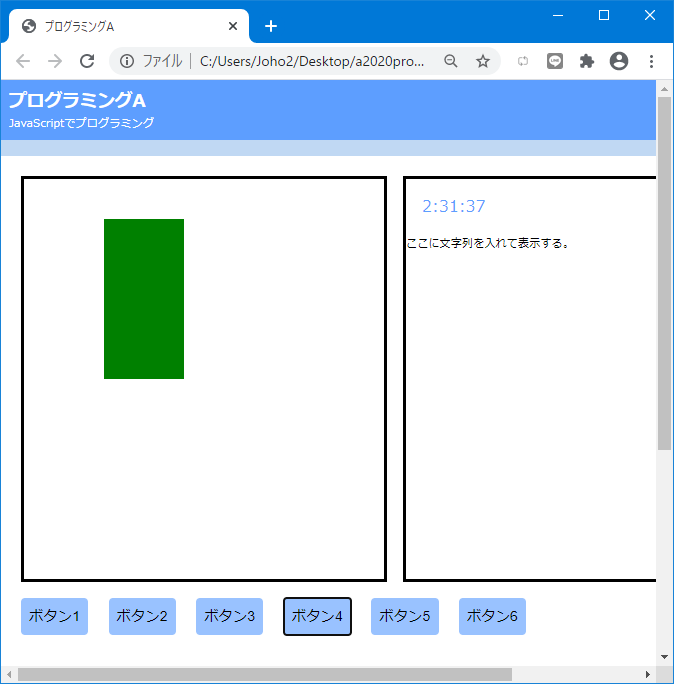 プログラミングA
ファイル | C:/Users/Joho2/Desktop/a2020pro...
プログラミングA
JavaScriptでプログラミング
2:31:37
ここに文字列を入れて表示する。
ボタン1 ボタン2 ボタン3 ボタン4 ボタン5 ボタン6